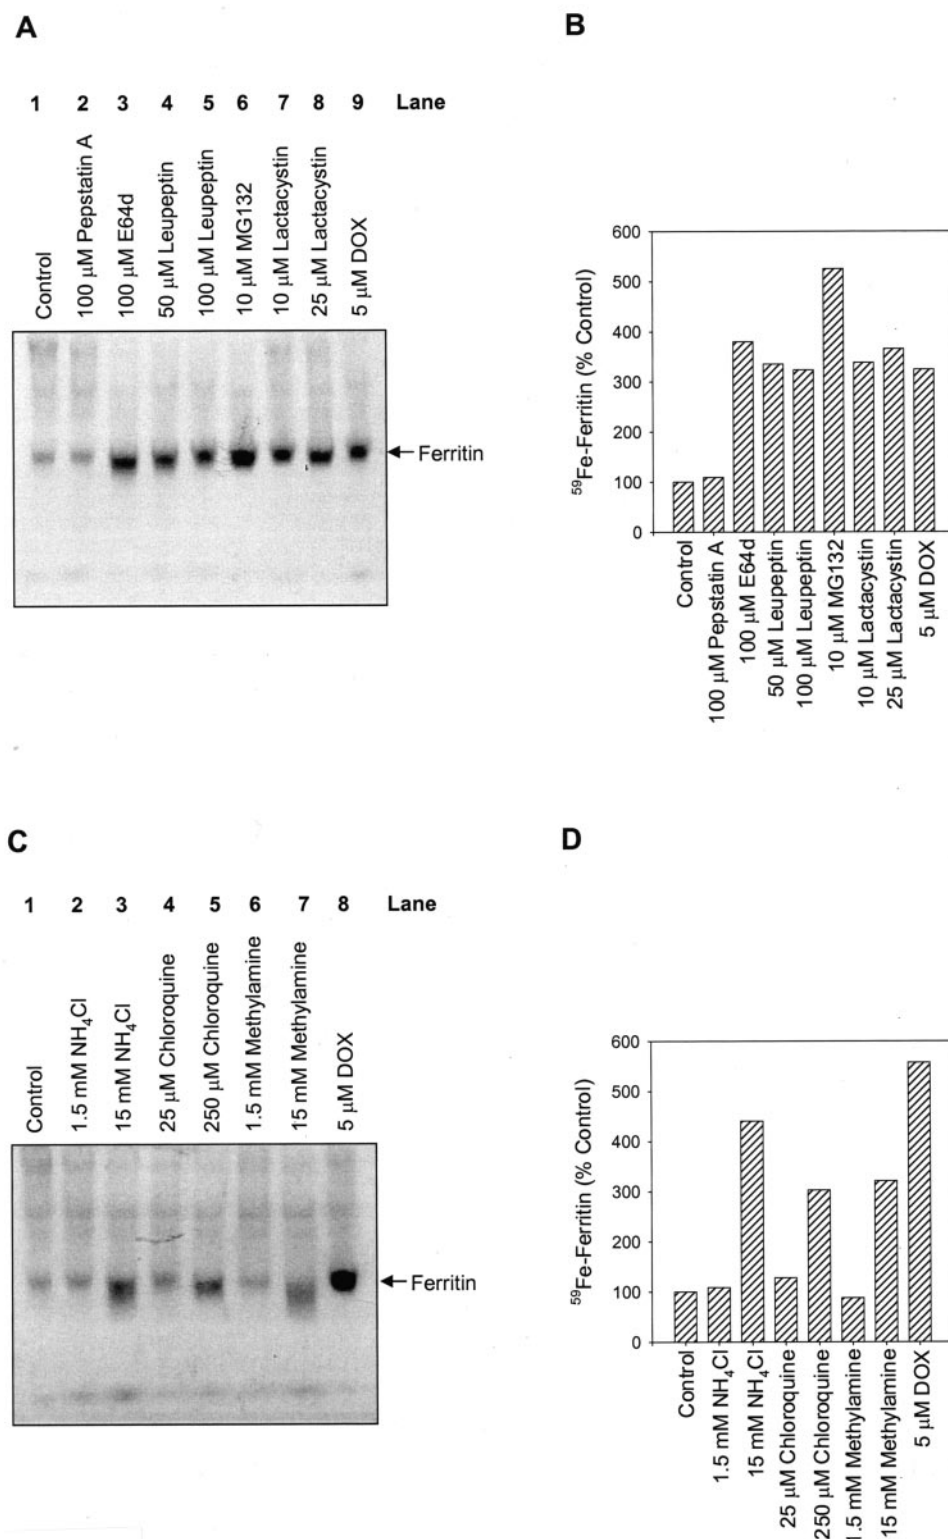 A
1 2 3 4 5 6 7 8 9 Lane
Control
100 μM Pepstatin A
100 μM E64d
50 μM Leupeptin
100 μM Leupeptin
10 μM MG132
10 μM Lactacystin
25 μM Lactacystin
5 μM DOX
Ferritin
B
⁵⁹Fe-Ferritin (% Control)
600
500
400
300
200
100
0
Control
100 μM Pepstatin A
100 μM E64d
50 μM Leupeptin
100 μM Leupeptin
10 μM MG132
10 μM Lactacystin
25 μM Lactacystin
5 μM DOX
C
1 2 3 4 5 6 7 8 Lane
Control
1.5 mM NH₄Cl
15 mM NH₄Cl
25 μM Chloroquine
250 μM Chloroquine
1.5 mM Methylamine
15 mM Methylamine
5 μM DOX
Ferritin
D
⁵⁹Fe-Ferritin (% Control)
600
500
400
300
200
100
0
Control
1.5 mM NH₄Cl
15 mM NH₄Cl
25 μM Chloroquine
250 μM Chloroquine
1.5 mM Methylamine
15 mM Methylamine
5 μM DOX